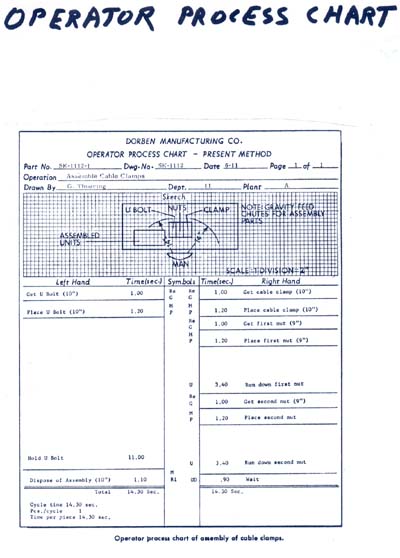 OPERATOR PROCESS CHART
DORBEN MANUFACTURING CO.
OPERATOR PROCESS CHART - PRESENT METHOD
Part No. SK-1112-1 Dwg. No. SK-1112 Date 8-11 Page 1 of 1
Operation Assemble Cable Clamps
Drawn By G. Thuering Dept. 11 Plant A
Sketch
U BOLT NUTS CLAMP NOTE: GRAVITY FEED
CHUTES FOR ASSEMBLY
PARTS
ASSEMBLED
UNITS
MAN
SCALE-1 DIVISION=2"
Left Hand Time(sec.) Symbols Time(sec.) Right Hand
Get U Bolt (10") 1.00 Re Re 1.00 Get cable clamp (10")
G G
Place U Bolt (10") 1.20 M M 1.20 Place cable clamp (10")
P P
Re 1.00 Get first nut (9")
G
M 1.20 Place first nut (9")
P
U 3.40 Run down first nut
Re 1.00 Get second nut (9")
G
M 1.20 Place second nut
P
Hold U Bolt 11.00 U 3.40 Run down second nut
Dispose of Assembly (10") 1.10 M .90 Wait
Rl UD
Total 14.30 Sec. 14.30 Sec.
Cycle time 14.30 sec.
Pcs./cycle 1
Time per piece 14.30 sec.
Operator process chart of assembly of cable clamps.